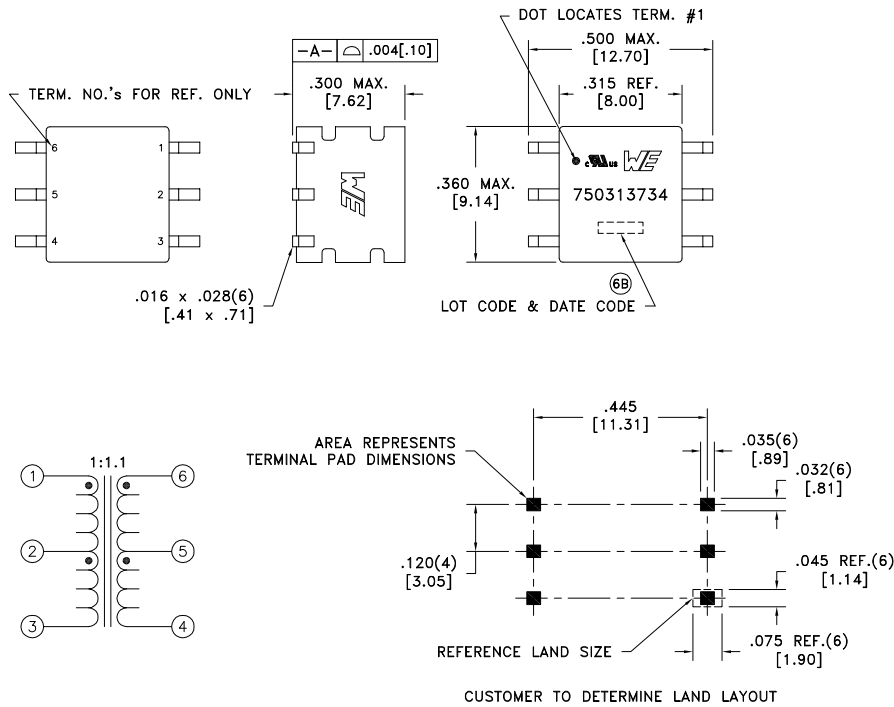 DOT LOCATES TERM. #1
-A- .004[.10]
.500 MAX.
[12.70]
.300 MAX.
[7.62]
.315 REF.
[8.00]
TERM. NO.'s FOR REF. ONLY
6 1
5 2
4 3
WE
c UL us WE
.360 MAX.
[9.14]
750313734
6B
.016 x .028(6)
[.41 x .71]
LOT CODE & DATE CODE
.445
[11.31]
AREA REPRESENTS
TERMINAL PAD DIMENSIONS
.035(6)
[.89]
.032(6)
[.81]
1:1.1
1 6
2 5
3 4
.120(4)
[3.05]
.045 REF.(6)
[1.14]
REFERENCE LAND SIZE
.075 REF.(6)
[1.90]
CUSTOMER TO DETERMINE LAND LAYOUT